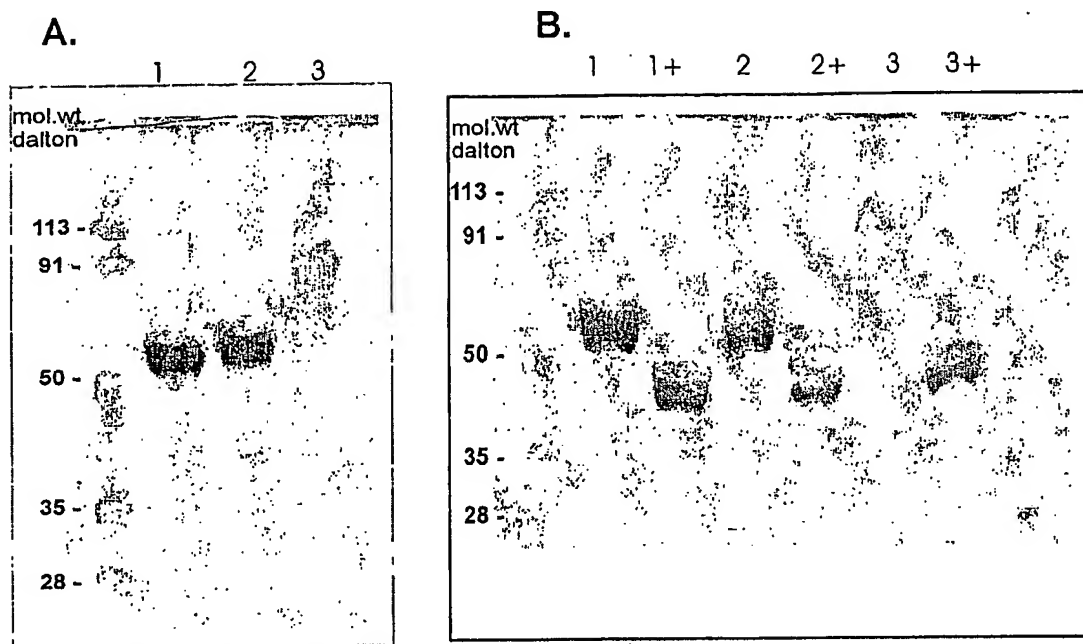 A.
1 2 3
mol.wt
dalton
113 -
91 -
50 -
35 -
28 -
B.
1 1+ 2 2+ 3 3+
mol.wt
dalton
113 -
91 -
50 -
35 -
28 -